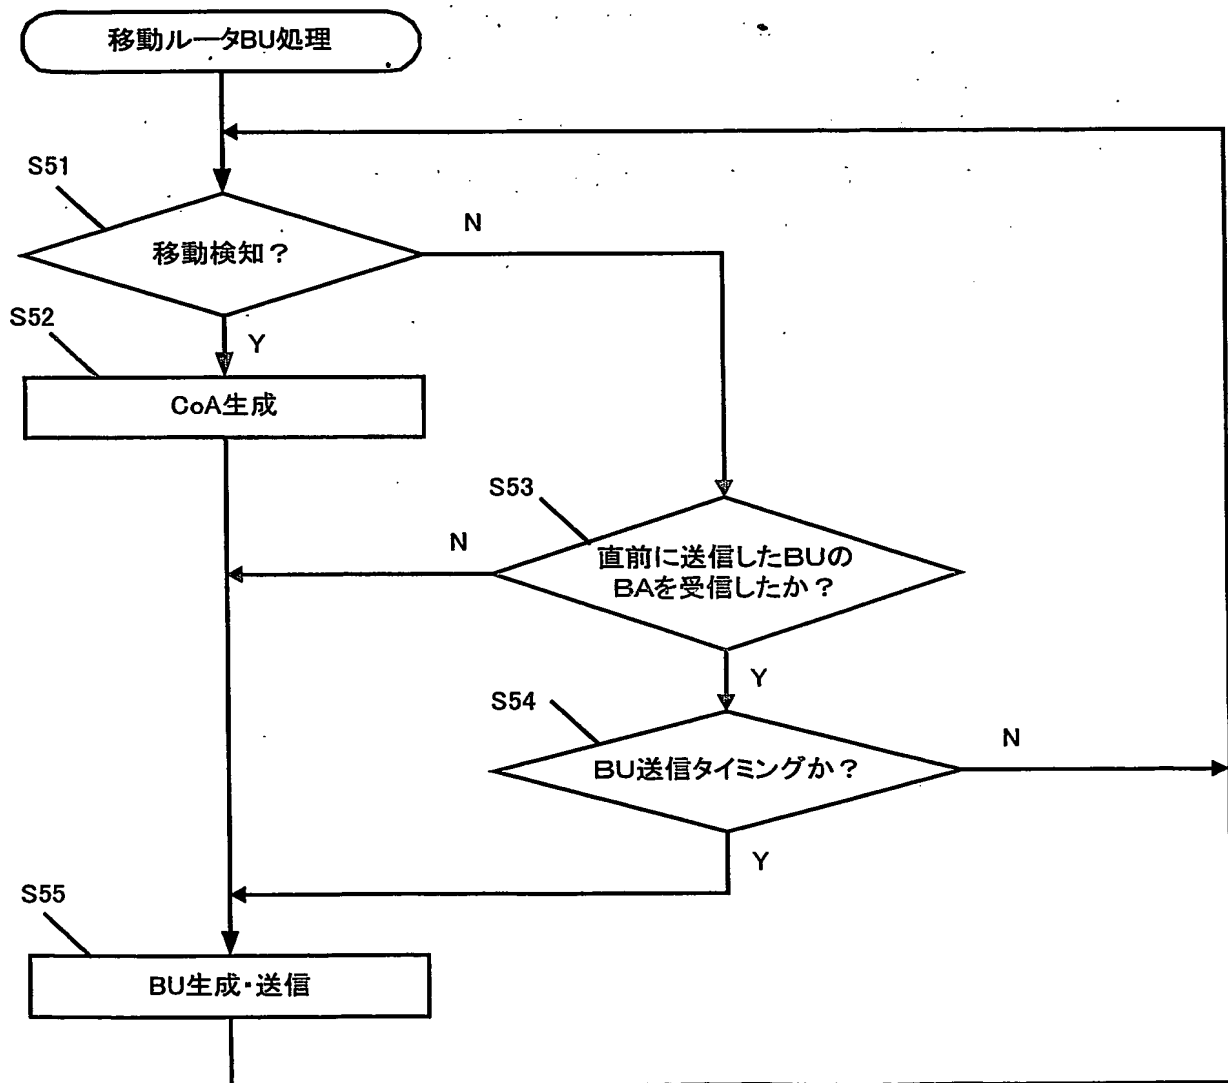 移動ルータBU処理
S51
移動検知?
N
Y
S52
CoA生成
S53
直前に送信したBUの
BAを受信したか?
N
Y
S54
BU送信タイミングか?
N
Y
S55
BU生成・送信